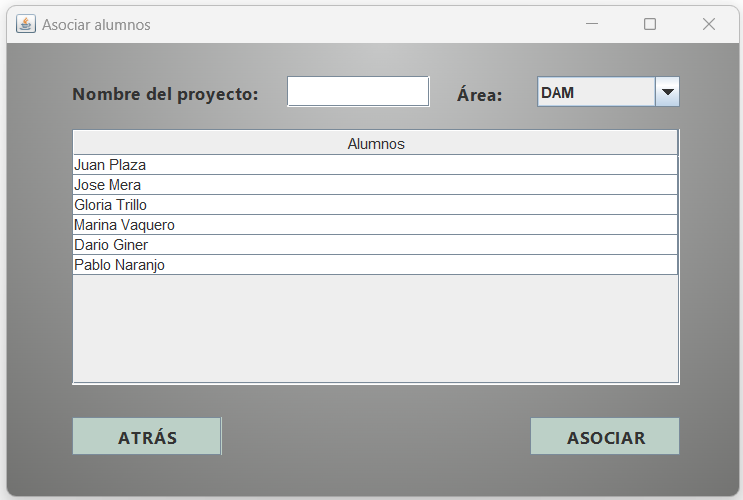 Asociar alumnos
Nombre del proyecto: Área: DAM
Alumnos
Juan Plaza
Jose Mera
Gloria Trillo
Marina Vaquero
Dario Giner
Pablo Naranjo
ATRÁS ASOCIAR